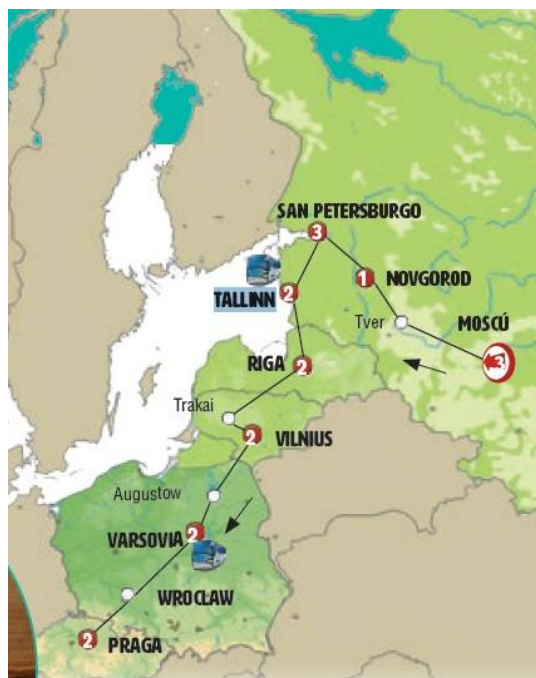 SAN PETERSBURGO
3
1
NOVGOROD
TALLINN
2
Tver
MOSCÚ
3
RIGA
2
Trakai
2
VILNIUS
Augustow
VARSOVIA
2
WROCLAW
2
PRAGA